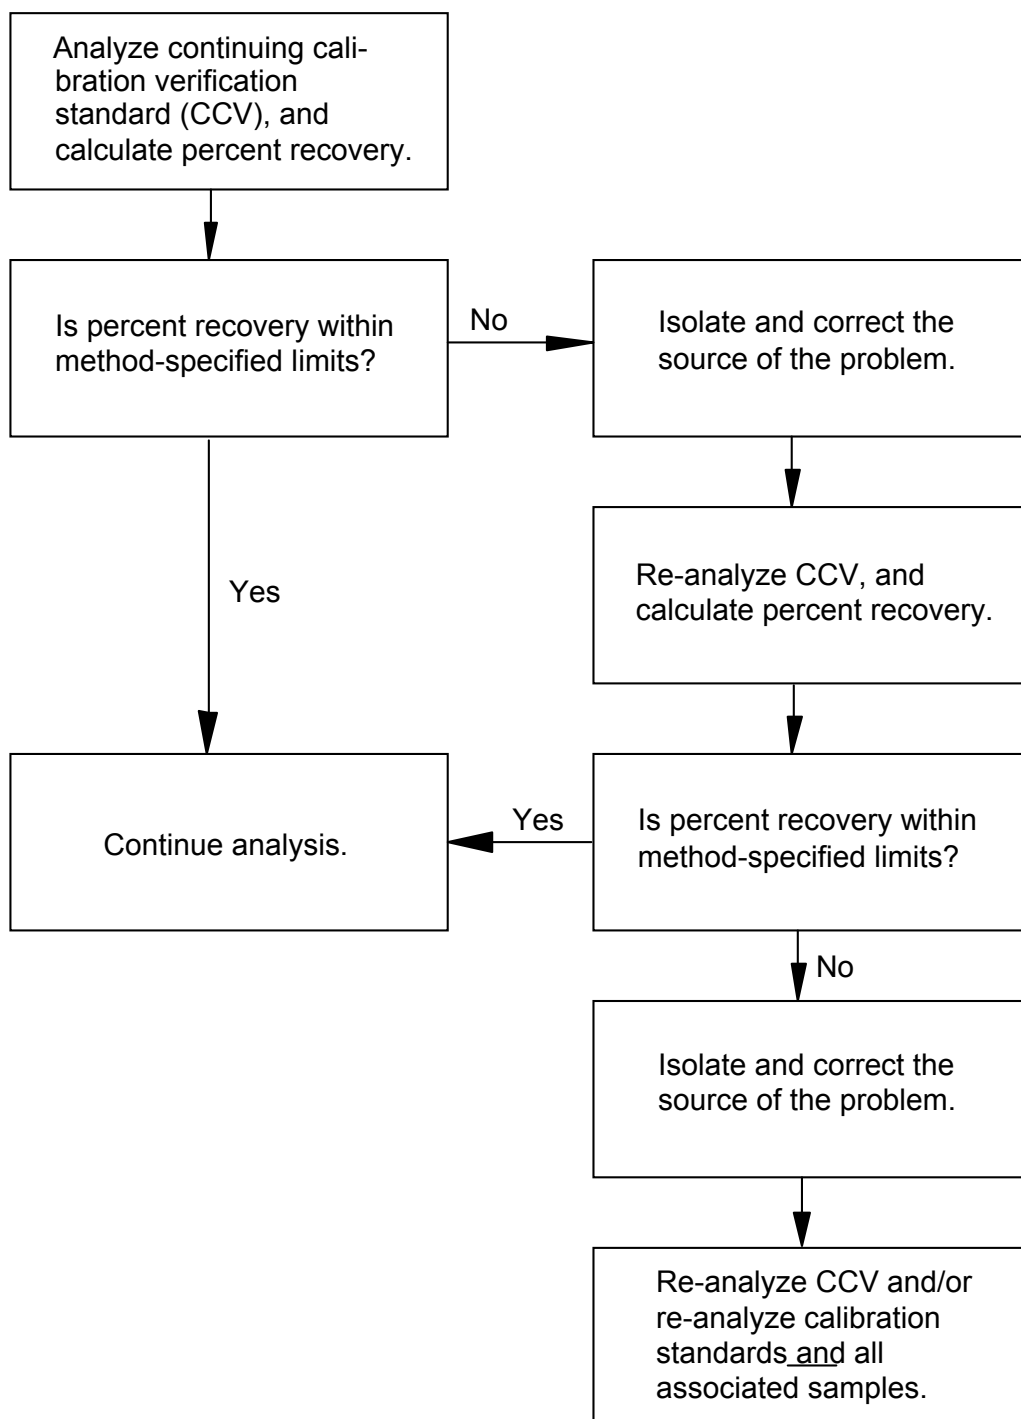 Analyze continuing cali-
bration verification
standard (CCV), and
calculate percent recovery.
Is percent recovery within
method-specified limits?
No
Isolate and correct the
source of the problem.
Yes
Re-analyze CCV, and
calculate percent recovery.
Continue analysis.
Yes
Is percent recovery within
method-specified limits?
No
Isolate and correct the
source of the problem.
Re-analyze CCV and/or
re-analyze calibration
standards and all
associated samples.